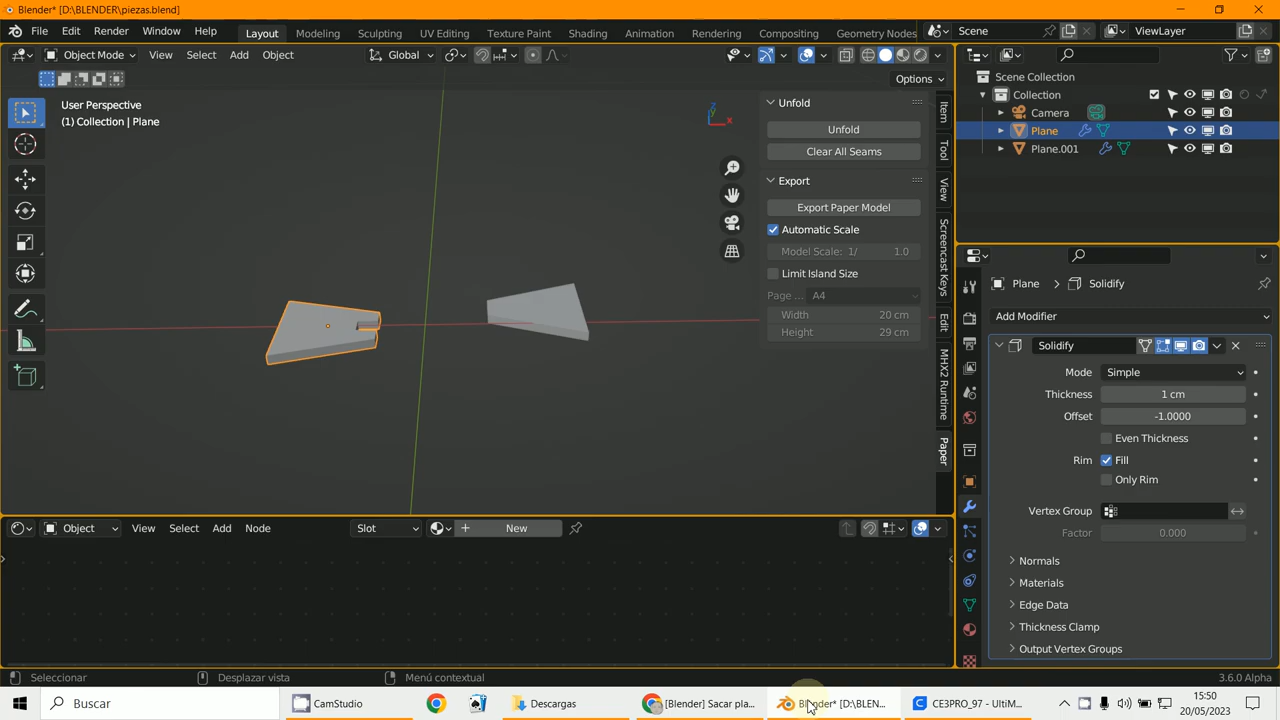 Blender* [D:\BLENDER\piezas.blend]
File Edit Render Window Help Layout Modeling Sculpting UV Editing Texture Paint Shading Animation Rendering Compositing Geometry Nodes Scene ViewLayer
Object Mode View Select Add Object Global
Options
User Perspective
(1) Collection | Plane
Z
X
Unfold
Unfold
Clear All Seams
Export
Export Paper Model
Automatic Scale
Model Scale: 1/ 1.0
Limit Island Size
Page ... A4
Width 20 cm
Height 29 cm
Item
Tool
View
Screencast Keys
Edit
MHX2 Runtime
Paper
Scene Collection
Collection
Camera
Plane
Plane.001
Plane Solidify
Add Modifier
Solidify
Mode Simple
Thickness 1 cm
Offset -1.0000
Even Thickness
Rim Fill
Only Rim
Vertex Group
Factor 0.000
Normals
Materials
Edge Data
Thickness Clamp
Output Vertex Groups
Object View Select Add Node Slot New
Seleccionar Desplazar vista Menú contextual 3.6.0 Alpha
Buscar CamStudio Descargas [Blender] Sacar pla... Blender* [D:\BLEN... CE3PRO_97 - UltiM... 15:50
20/05/2023